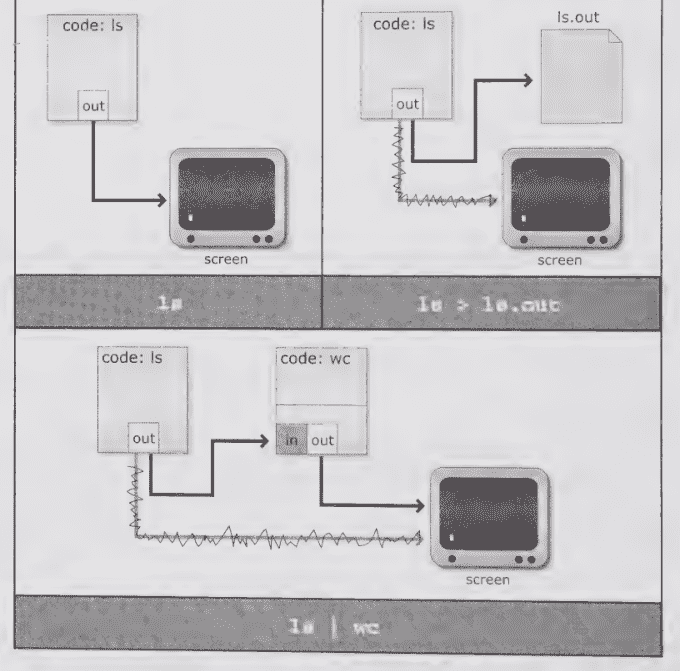 code: ls
out
screen
ls
code: ls
out
ls.out
screen
ls > ls.out
code: ls
out
code: wc
in out
screen
ls | wc